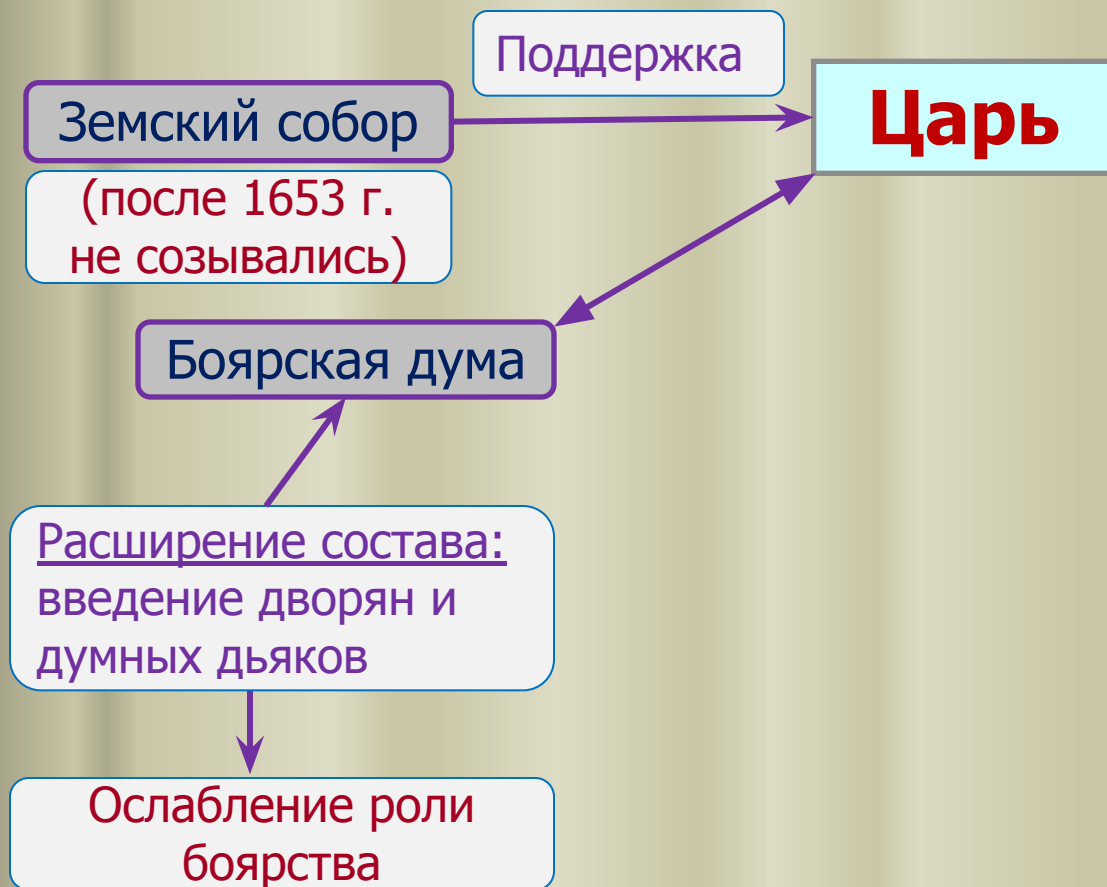 Поддержка
Земский собор
Царь
(после 1653 г.
не созывались)
Боярская дума
Расширение состава:
введение дворян и
думных дьяков
Ослабление роли
боярства